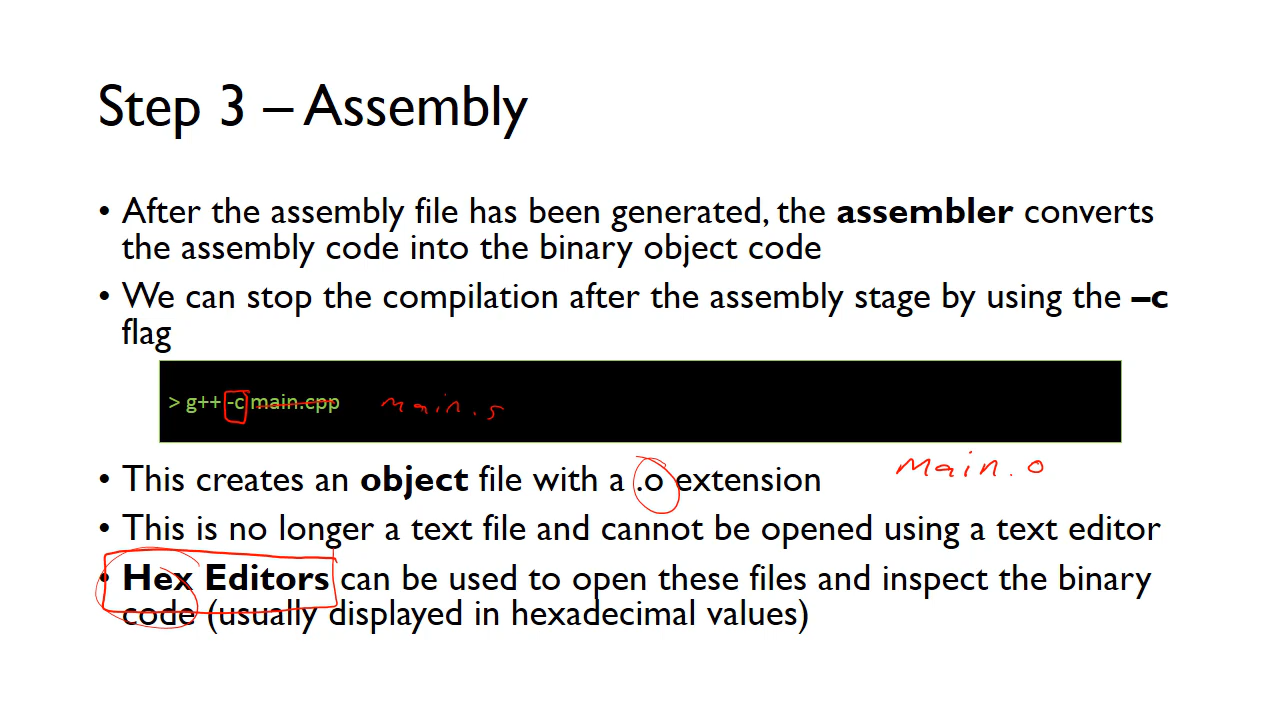 Step 3 – Assembly
• After the assembly file has been generated, the assembler converts
the assembly code into the binary object code
• We can stop the compilation after the assembly stage by using the –c
flag
> g++ -c main.cpp main.s
main.o
• This creates an object file with a .o extension
• This is no longer a text file and cannot be opened using a text editor
• Hex Editors can be used to open these files and inspect the binary
code (usually displayed in hexadecimal values)